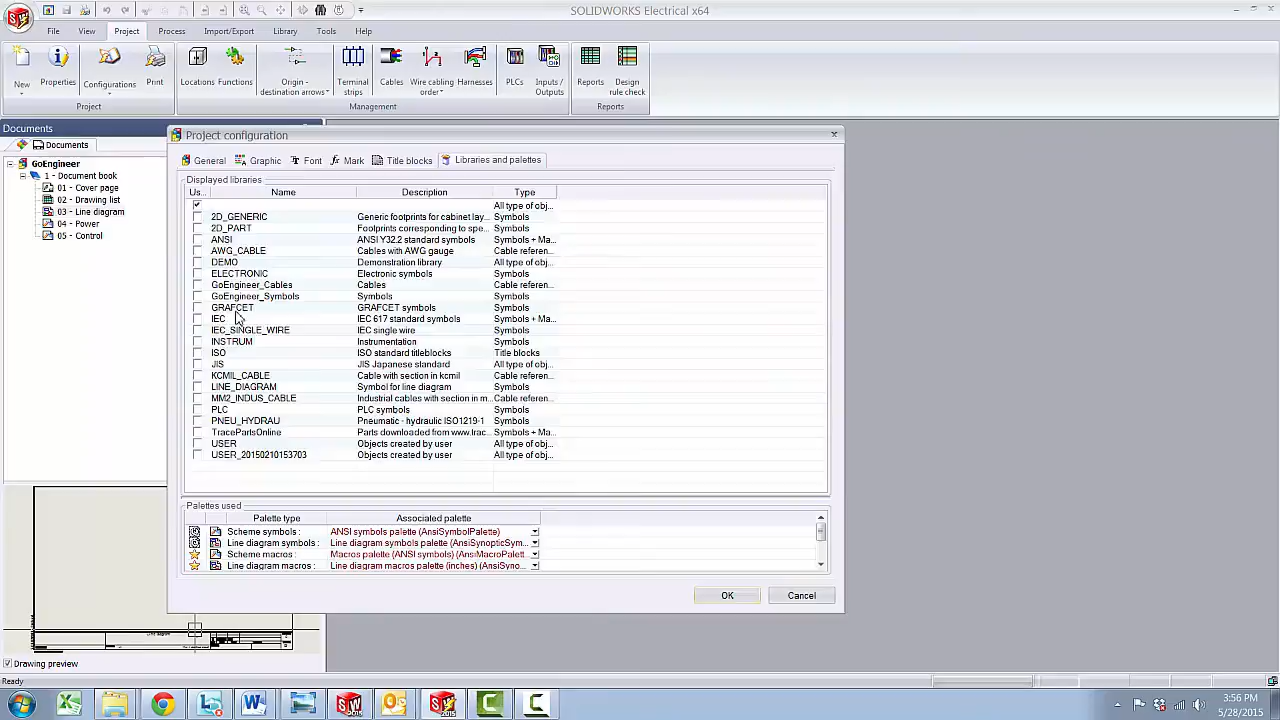 SOLIDWORKS Electrical x64
File View Project Process Import/Export Library Tools Help
New Properties Configurations Print Locations Functions Origin - destination arrows Terminal strips Cables Wire cabling order Harnesses PLCs Inputs / Outputs Reports Design rule check
Project Management Reports
Documents
Documents
GoEngineer
1 - Document book
01 - Cover page
02 - Drawing list
03 - Line diagram
04 - Power
05 - Control
Project configuration
General Graphic Font Mark Title blocks Libraries and palettes
Displayed libraries
Us... Name Description Type
All type of obj...
2D_GENERIC Generic footprints for cabinet lay... Symbols
2D_PART Footprints corresponding to spe... Symbols
ANSI ANSI Y32.2 standard symbols Symbols + Ma...
AWG_CABLE Cables with AWG gauge Cable referen...
DEMO Demonstration library All type of obj...
ELECTRONIC Electronic symbols Symbols
GoEngineer_Cables Cables Cable referen...
GoEngineer_Symbols Symbols Symbols
GRAFCET GRAFCET symbols Symbols
IEC IEC 617 standard symbols Symbols + Ma...
IEC_SINGLE_WIRE IEC single wire Symbols
INSTRUM Instrumentation Symbols
ISO ISO standard titleblocks Title blocks
JIS JIS Japanese standard All type of obj...
KCMIL_CABLE Cable with section in kcmil Cable referen...
LINE_DIAGRAM Symbol for line diagram Symbols
MM2_INDUS_CABLE Industrial cables with section in m... Cable referen...
PLC PLC symbols Symbols
PNEU_HYDRAU Pneumatic - hydraulic ISO1219-1 Symbols
TracePartsOnline Parts downloaded from www.trac... Symbols + Ma...
USER Objects created by user All type of obj...
USER_20150210153703 Objects created by user All type of obj...
Palettes used
Palette type Associated palette
Scheme symbols : ANSI symbols palette (AnsiSymbolPalette)
Line diagram symbols : Line diagram symbols palette (AnsiSynopticSym...
Scheme macros : Macros palette (ANSI symbols) (AnsiMacroPalett...
Line diagram macros : Line diagram macros palette (inches) (AnsiSyno...
OK Cancel
Drawing preview
Ready
3:56 PM
5/28/2015